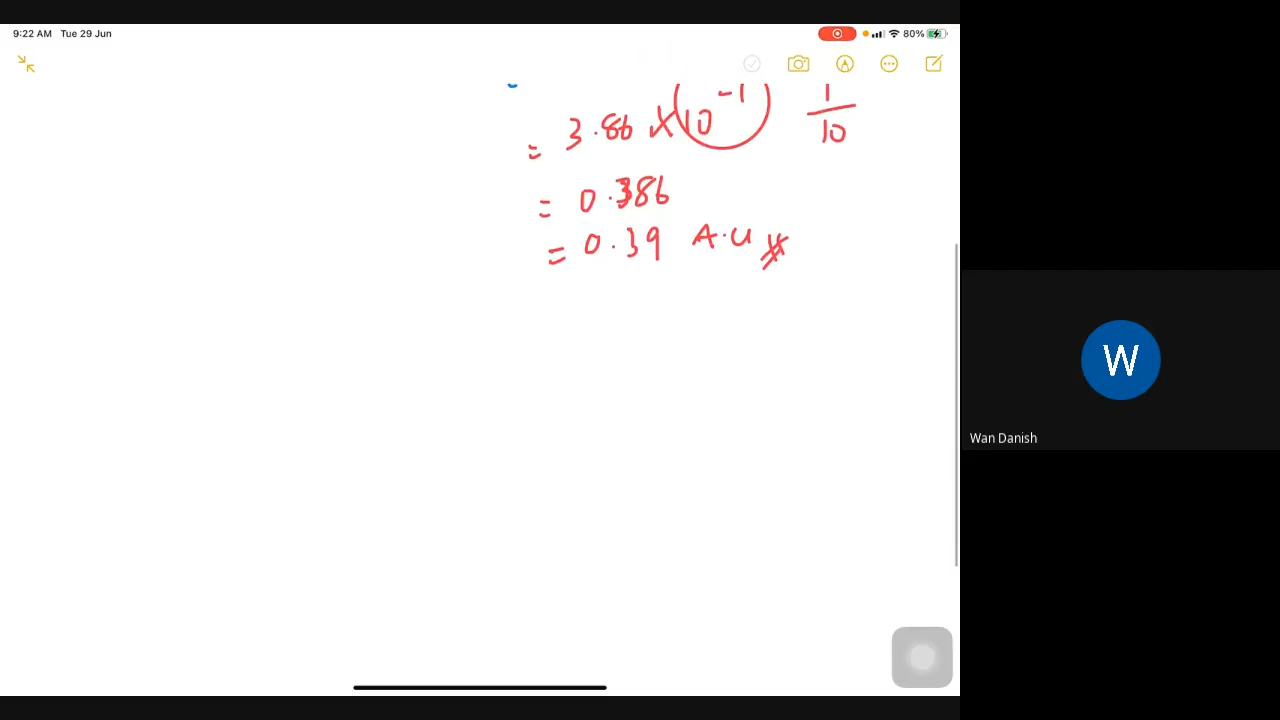 9:22 AM Tue 29 Jun
80%
= 3.86 × 10^-1 1/10
= 0.386
= 0.39 A.U
W
Wan Danish